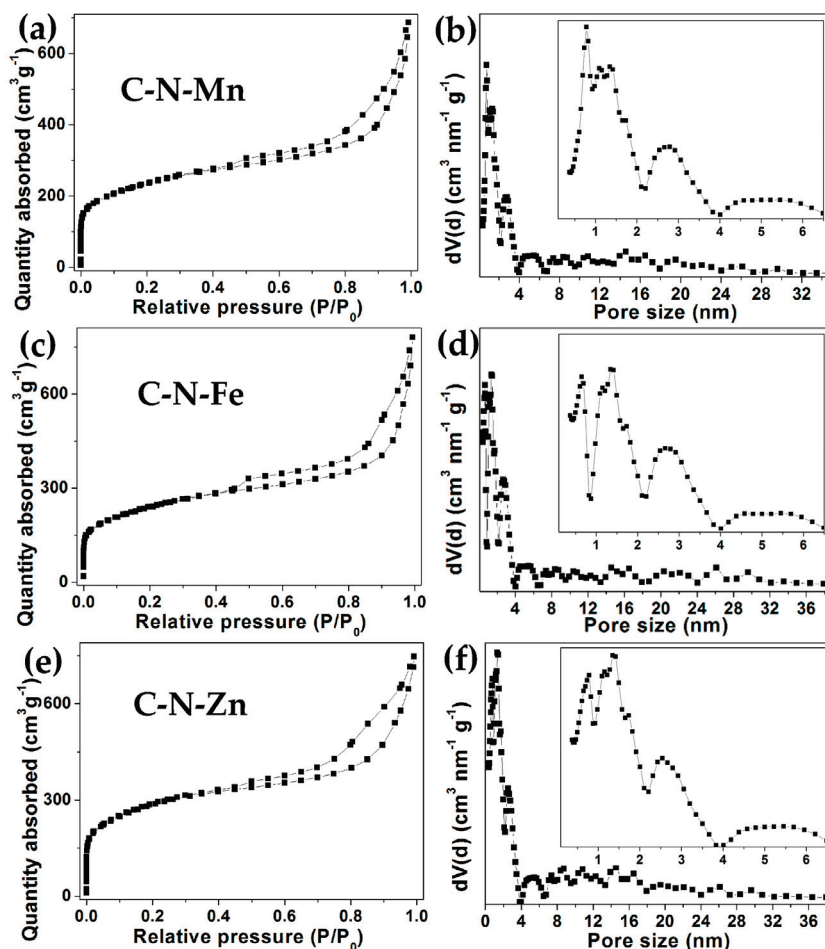 (a)
C-N-Mn
Quantity absorbed (cm³g⁻¹)
600
400
200
0
0.0 0.2 0.4 0.6 0.8 1.0
Relative pressure (P/P₀)
(b)
dV(d) (cm³ nm⁻¹ g⁻¹)
1 2 3 4 5 6
4 8 12 16 20 24 28 32
Pore size (nm)
(c)
C-N-Fe
Quantity absorbed (cm³g⁻¹)
600
300
0
0.0 0.2 0.4 0.6 0.8 1.0
Relative pressure (P/P₀)
(d)
dV(d) (cm³ nm⁻¹ g⁻¹)
1 2 3 4 5 6
4 8 12 16 20 24 28 32 36
Pore size (nm)
(e)
C-N-Zn
Quantity absorbed (cm³g⁻¹)
600
300
0
0.0 0.2 0.4 0.6 0.8 1.0
Relative pressure (P/P₀)
(f)
dV(d) (cm³ nm⁻¹ g⁻¹)
1 2 3 4 5 6
0 4 8 12 16 20 24 28 32 36
Pore size (nm)